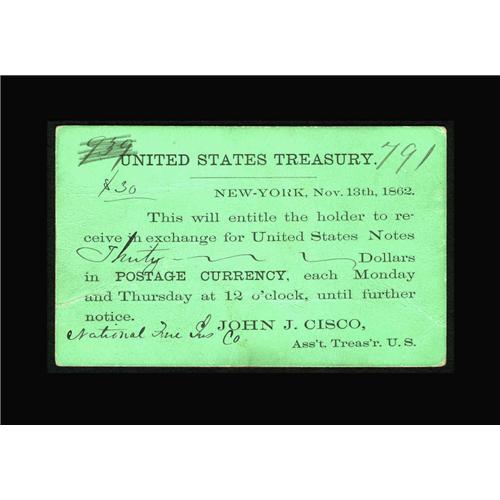 959
UNITED STATES TREASURY. 791
$30
NEW-YORK, Nov. 13th, 1862.
This will entitle the holder to re-
ceive in exchange for United States Notes
Thirty Dollars
in POSTAGE CURRENCY, each Monday
and Thursday at 12 o'clock, until further
notice.
JOHN J. CISCO,
National Fire Ins Co
Ass't. Treas'r. U. S.